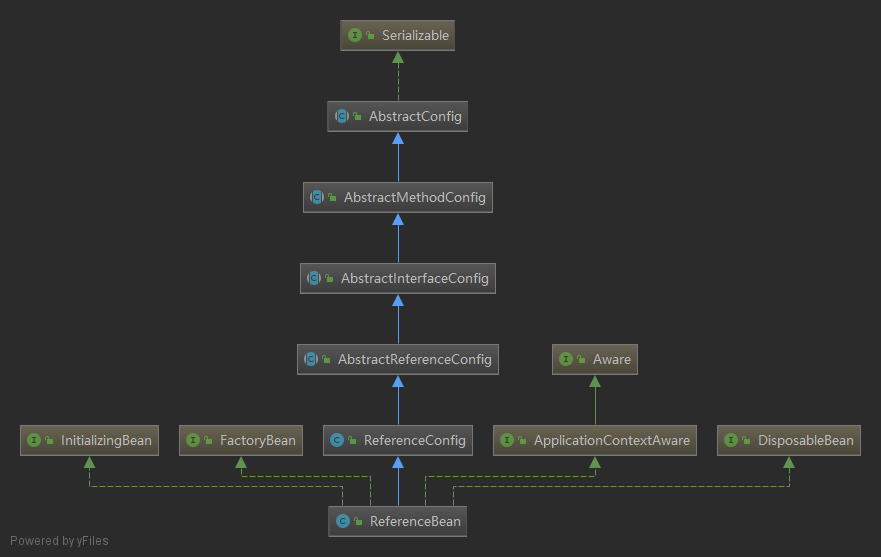 Serializable
AbstractConfig
AbstractMethodConfig
AbstractInterfaceConfig
AbstractReferenceConfig
Aware
InitializingBean
FactoryBean
ReferenceConfig
ApplicationContextAware
DisposableBean
ReferenceBean
Powered by yFiles